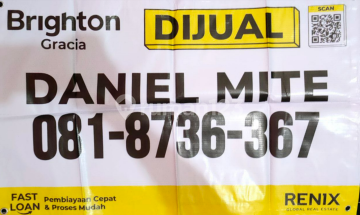 Brighton
Gracia
DIJUAL
SCAN
DANIEL MITE
081-8736-367
FAST
LOAN
Pembiayaan Cepat
& Proses Mudah
RENIX
GLOBAL REAL ESTATE